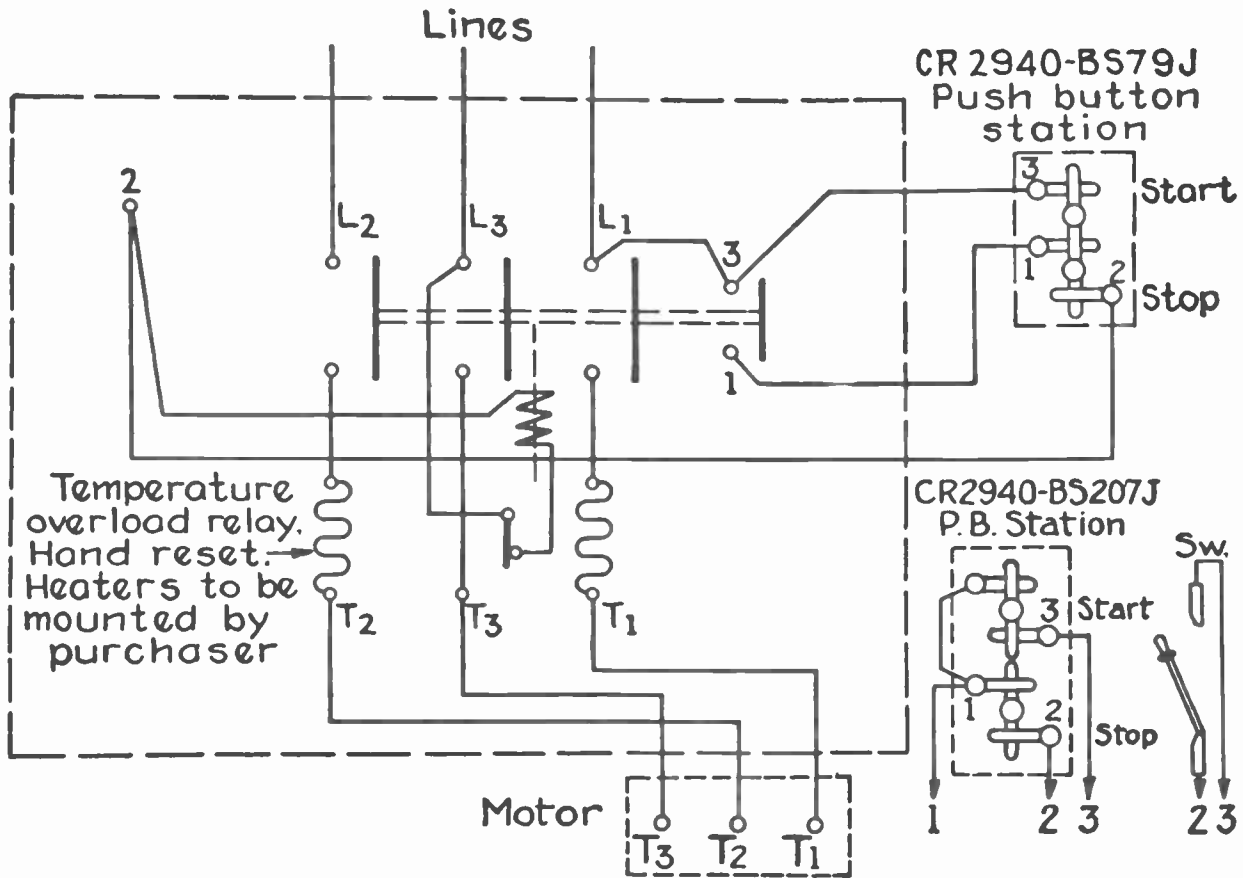 Lines
CR 2940-BS79J
Push button
station
2
L2
L3
L1
3
3
Start
1
2
Stop
1
Temperature
overload relay.
Hand reset.
Heaters to be
mounted by
purchaser
T2
T3
T1
CR2940-BS207J
P.B. Station
Sw.
3
Start
1
2
Stop
1
2
3
2
3
Motor
T3
T2
T1